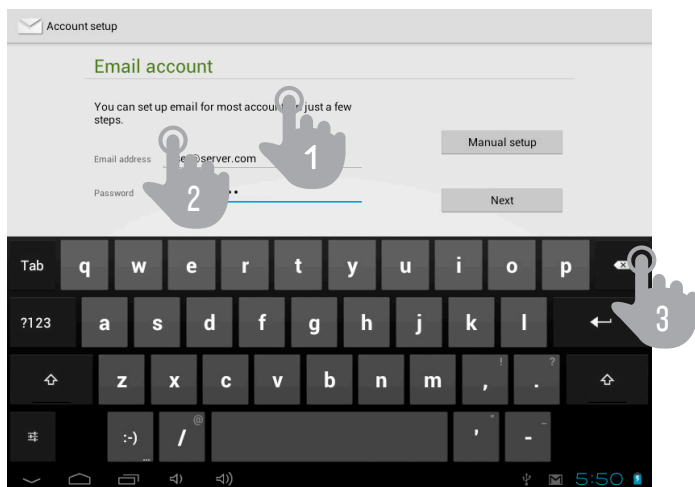 Account setup
Email account
You can set up email for most accounts in just a few
steps.
1
Manual setup
Email address
@server.com
2
Password
Next
Tab q w e r t y u i o p
3
?123 a s d f g h j k l
z x c v b n m , ! . ?
:-) ... / @ ' " - _
5:50